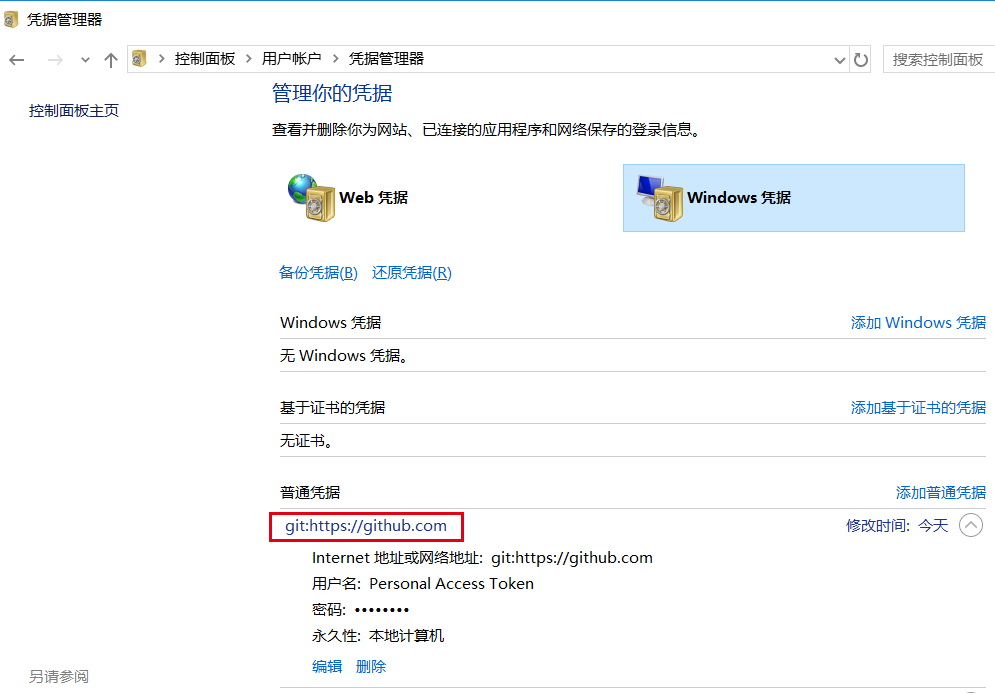 凭据管理器
控制面板 > 用户帐户 > 凭据管理器 搜索控制面板
控制面板主页
管理你的凭据
查看并删除你为网站、已连接的应用程序和网络保存的登录信息。
Web 凭据 Windows 凭据
备份凭据(B) 还原凭据(R)
Windows 凭据 添加 Windows 凭据
无 Windows 凭据。
基于证书的凭据 添加基于证书的凭据
无证书。
普通凭据 添加普通凭据
git:https://github.com 修改时间: 今天
Internet 地址或网络地址: git:https://github.com
用户名: Personal Access Token
密码: ••••••••
永久性: 本地计算机
编辑 删除
另请参阅